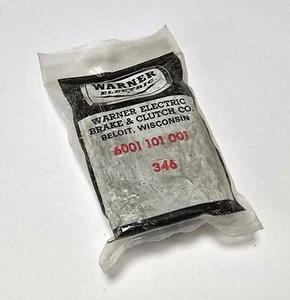 WARNER
ELECTRIC
WARNER ELECTRIC
BRAKE & CLUTCH CO.
BELOIT, WISCONSIN
6001 101 001
346